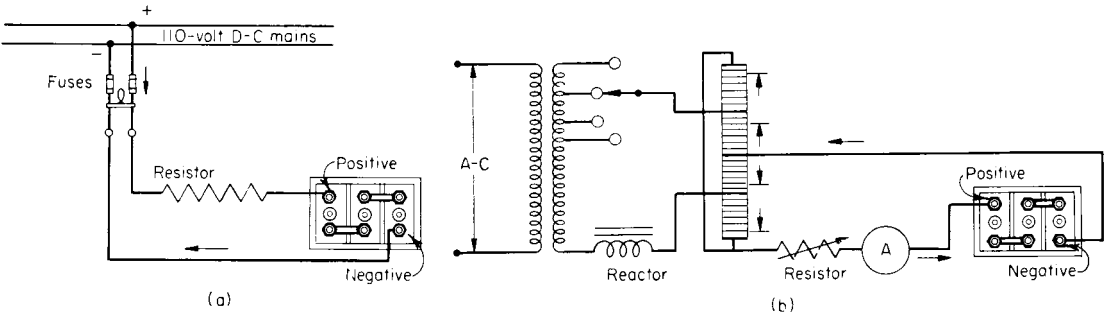 +
110-volt D-C mains
−
Fuses
Resistor
Positive
Negative
(a)
A-C
Reactor
Resistor
A
Positive
Negative
(b)